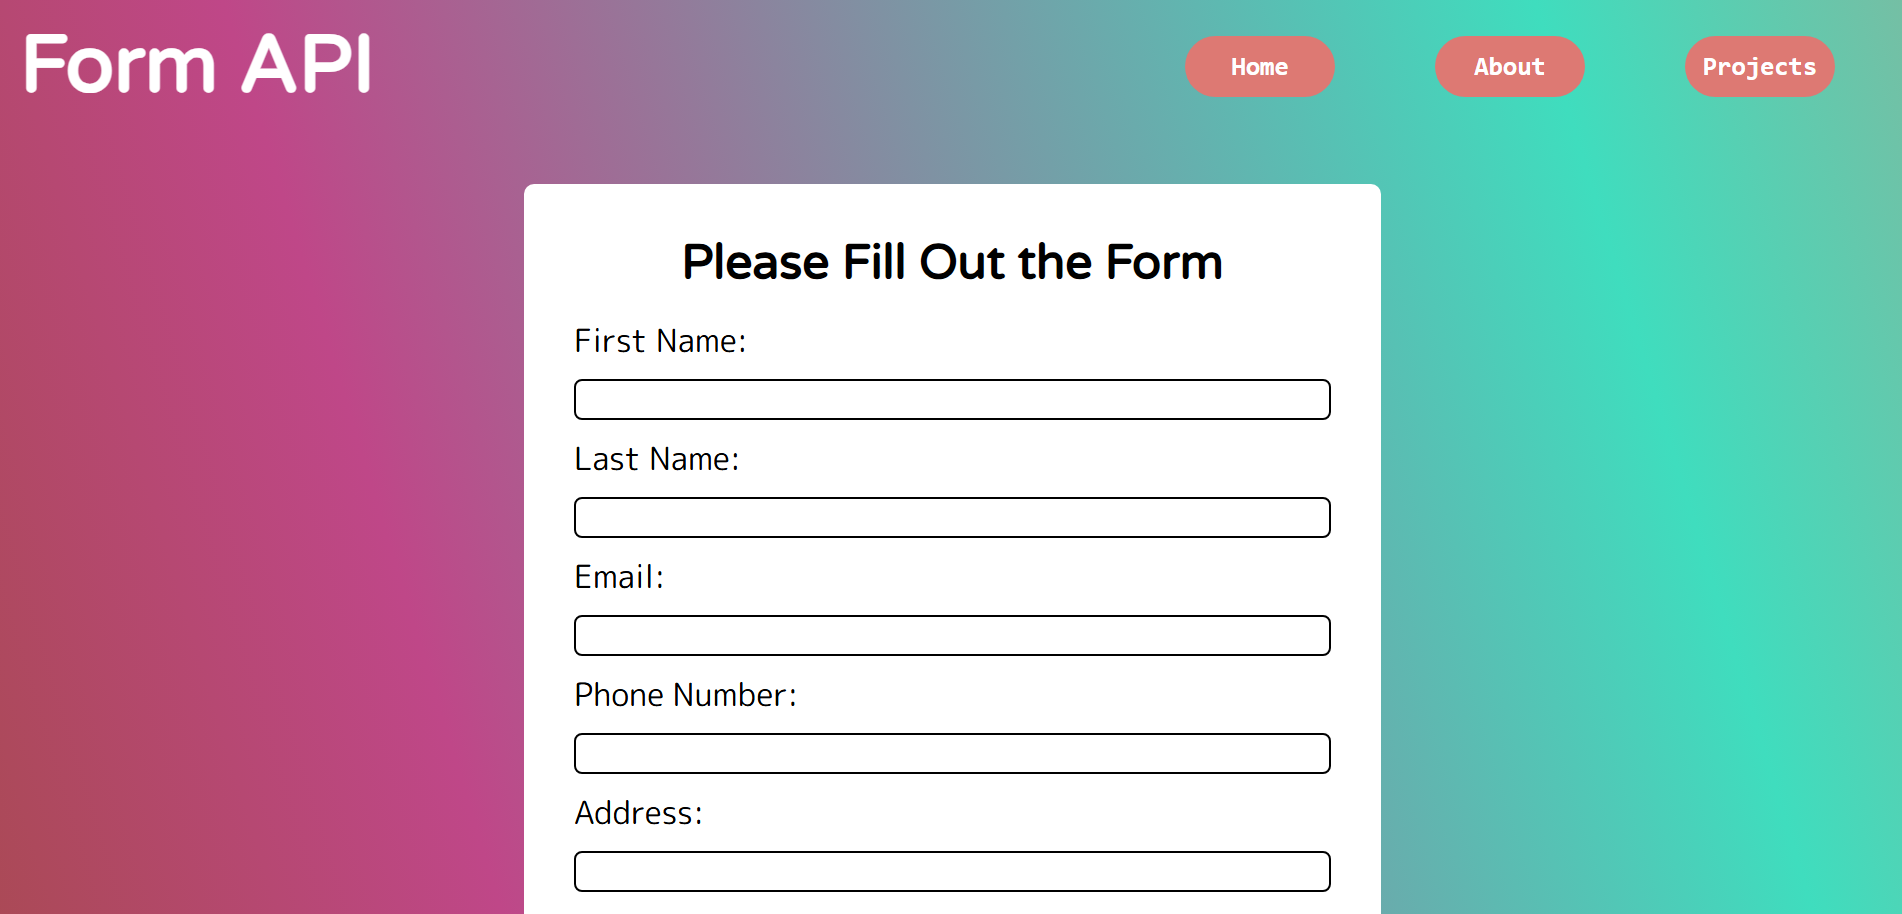 Form API
Home
About
Projects
Please Fill Out the Form
First Name:
Last Name:
Email:
Phone Number:
Address: